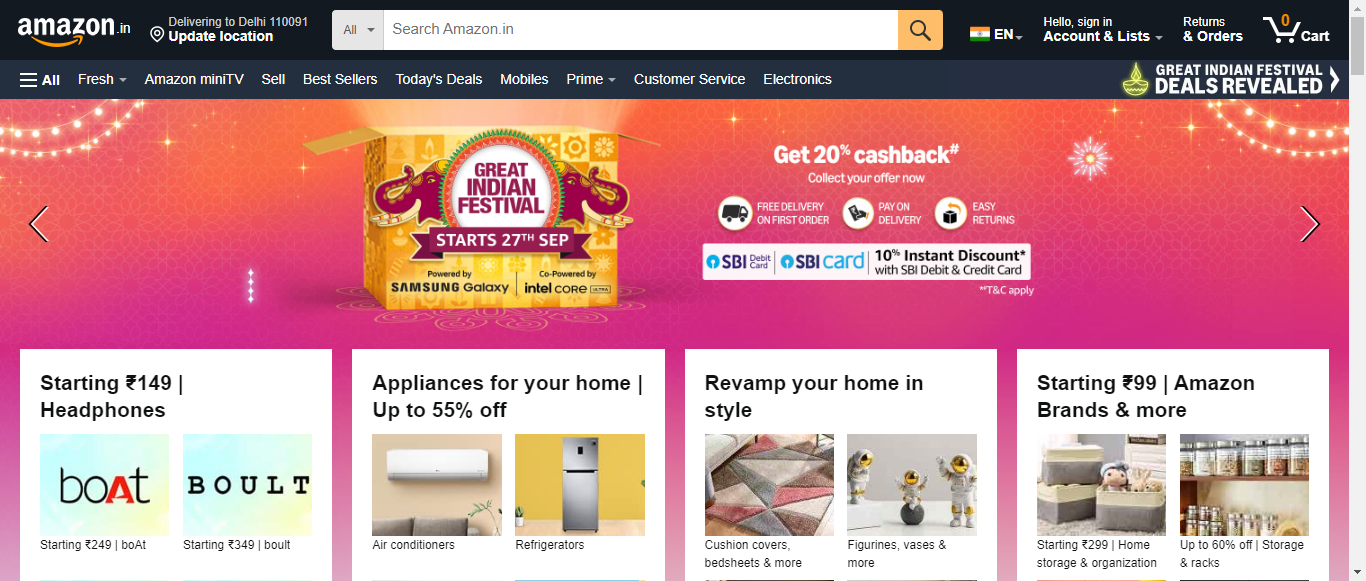 amazon.in
Delivering to Delhi 110091
Update location
All
Search Amazon.in
EN
Hello, sign in
Account & Lists
Returns
& Orders
0
Cart
All
Fresh
Amazon miniTV
Sell
Best Sellers
Today's Deals
Mobiles
Prime
Customer Service
Electronics
GREAT INDIAN FESTIVAL
DEALS REVEALED
GREAT
INDIAN
FESTIVAL
STARTS 27TH SEP
Powered by
SAMSUNG Galaxy
Co-Powered by
intel core ULTRA
Get 20% cashback#
Collect your offer now
FREE DELIVERY
ON FIRST ORDER
PAY ON
DELIVERY
EASY
RETURNS
SBI Debit Card
SBI card
10% Instant Discount*
with SBI Debit & Credit Card
*#T&C apply
Starting ₹149 |
Headphones
boAt
BOULT
Starting ₹249 | boAt
Starting ₹349 | boult
Appliances for your home |
Up to 55% off
Air conditioners
Refrigerators
Revamp your home in
style
Cushion covers,
bedsheets & more
Figurines, vases &
more
Starting ₹99 | Amazon
Brands & more
Starting ₹299 | Home
storage & organization
Up to 60% off | Storage
& racks